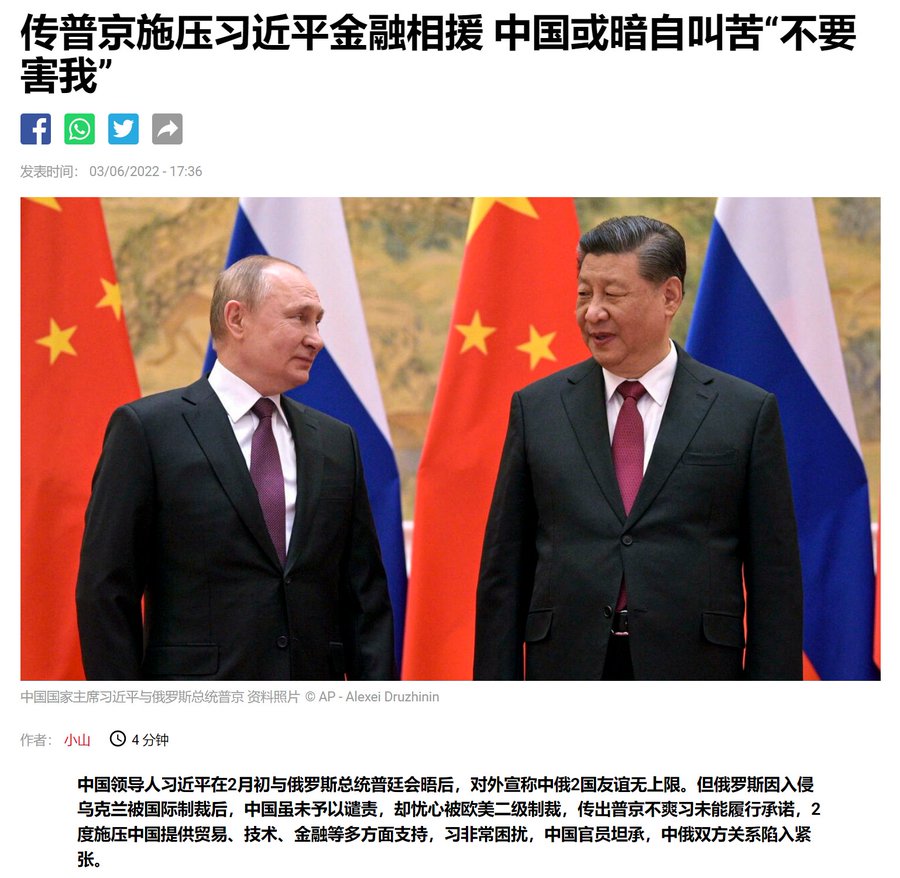 传普京施压习近平金融相援 中国或暗自叫苦“不要
害我”
发表时间： 03/06/2022 - 17:36
中国国家主席习近平与俄罗斯总统普京 资料照片 © AP - Alexei Druzhinin
作者： 小山 4 分钟
中国领导人习近平在2月初与俄罗斯总统普廷会晤后，对外宣称中俄2国友谊无上限。但俄罗斯因入侵
乌克兰被国际制裁后，中国虽未予以谴责，却忧心被欧美二级制裁，传出普京不爽习未能履行承诺，2
度施压中国提供贸易、技术、金融等多方面支持，习非常困扰，中国官员坦承，中俄双方关系陷入紧
张。